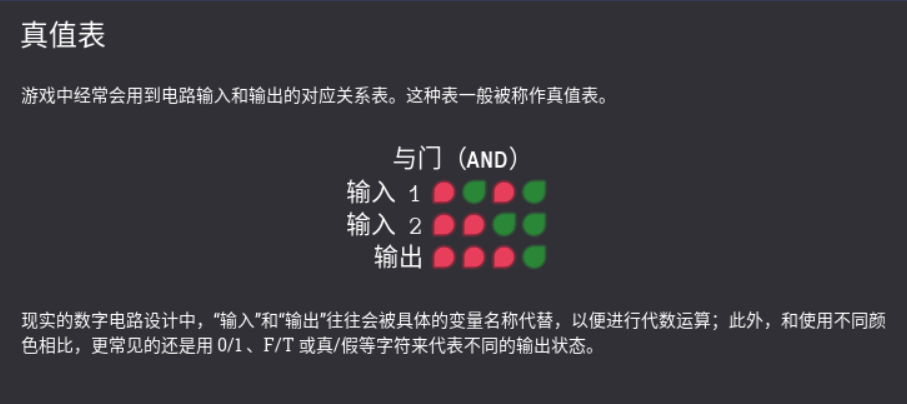 真值表
游戏中经常会用到电路输入和输出的对应关系表。这种表一般被称作真值表。
与门（AND）
输入 1
输入 2
输出
现实的数字电路设计中，“输入”和“输出”往往会被具体的变量名称代替，以便进行代数运算；此外，和使用不同颜
色相比，更常见的还是用 0/1 、F/T 或真/假等字符来代表不同的输出状态。